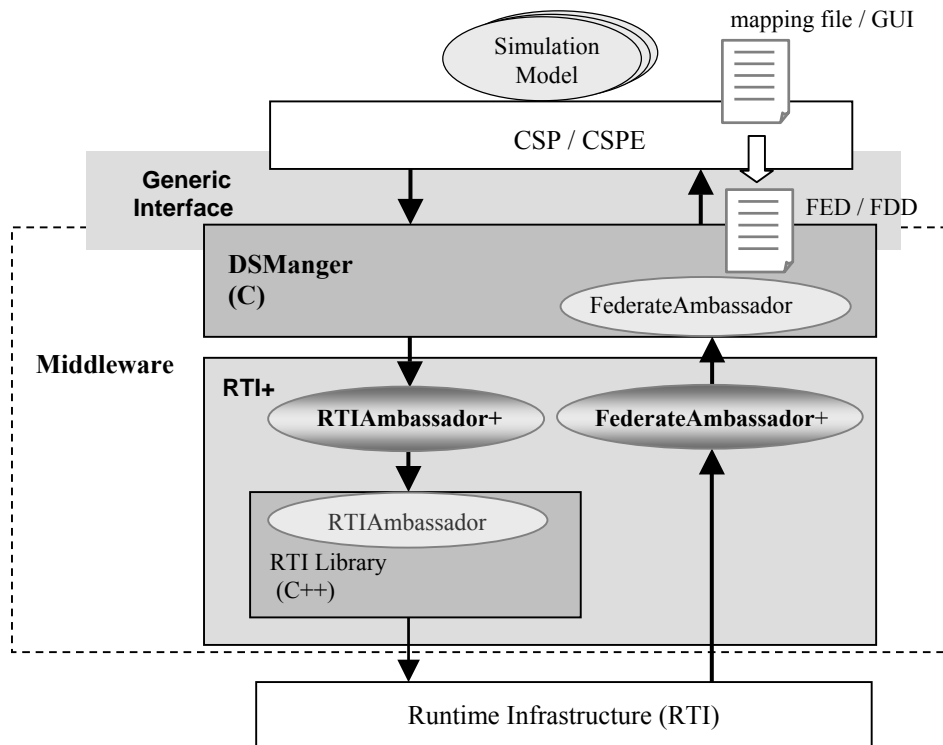 mapping file / GUI
Simulation
Model
CSP / CSPE
Generic
Interface
FED / FDD
DSManger
(C)
FederateAmbassador
Middleware
RTI+
RTIAmbassador+
FederateAmbassador+
RTIAmbassador
RTI Library
(C++)
Runtime Infrastructure (RTI)